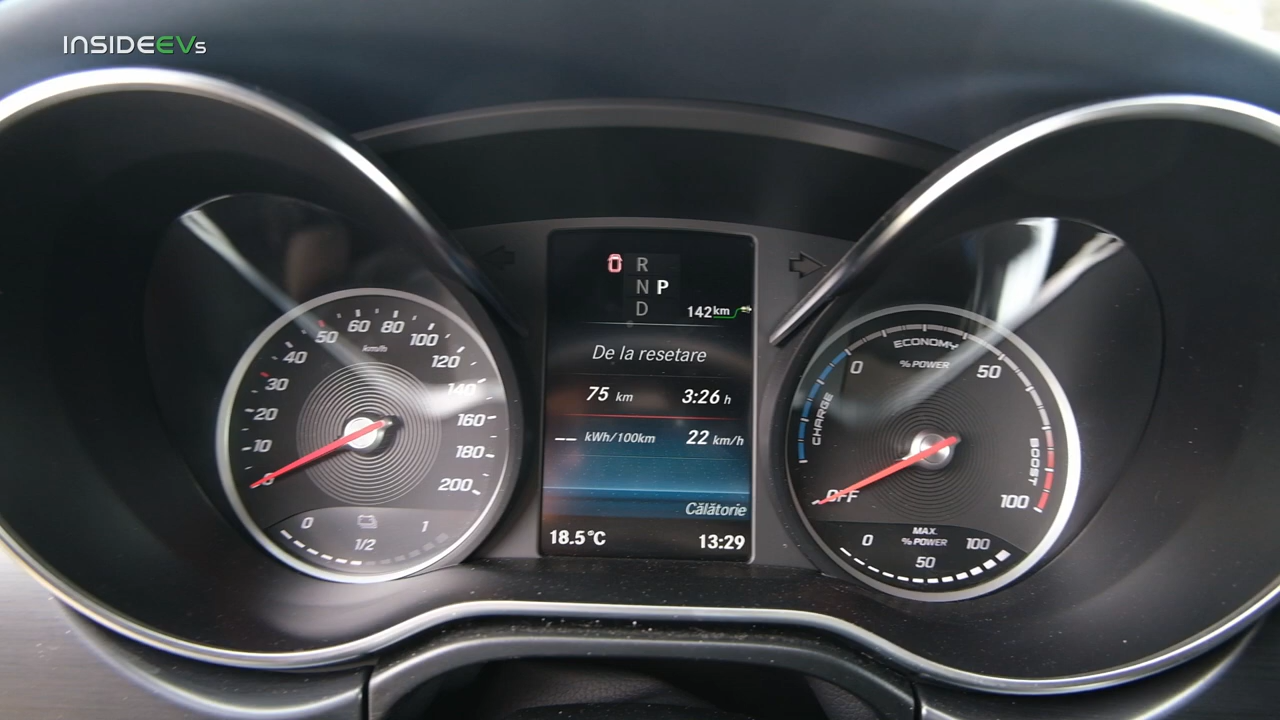 INSIDEEVs
R
N P
D
142 km
De la resetare
75 km 3:26 h
-- kWh/100km 22 km/h
Călătorie
18.5°C 13:29
0 10 20 30 40 50 60 80 100 120 140 160 180 200
km/h
0 1/2 1
OFF CHARGE 0 ECONOMY 50 BOOST 100
% POWER
MAX.
% POWER
0 50 100